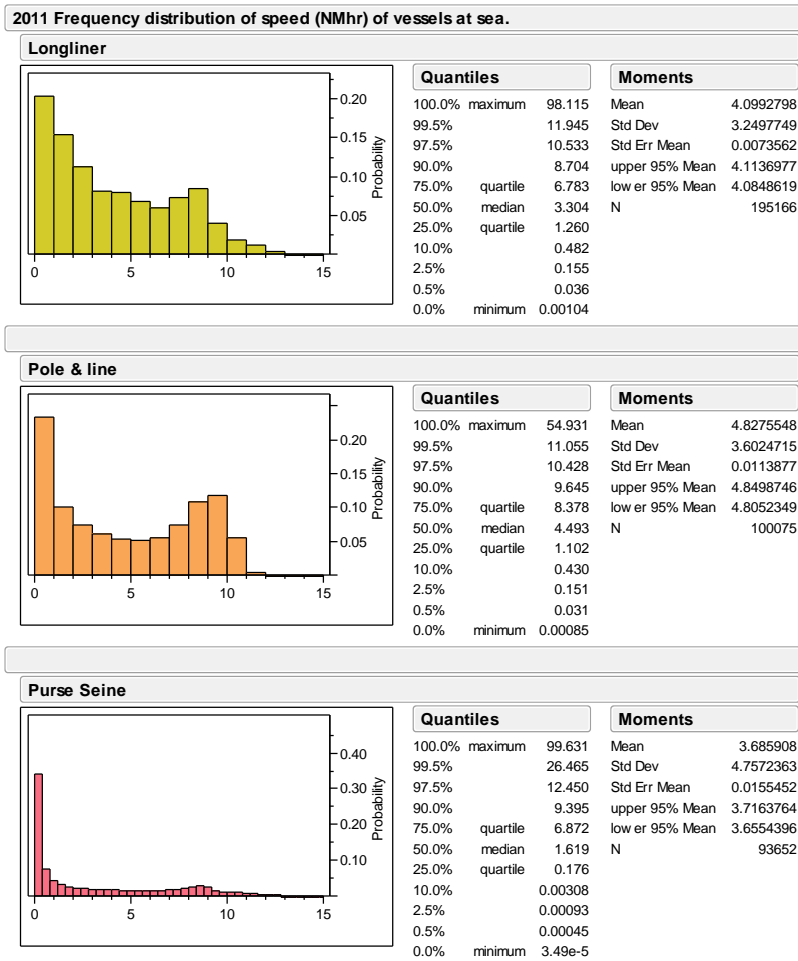 2011 Frequency distribution of speed (NMhr) of vessels at sea.
Longliner
0.20
0.15
0.10
0.05
Probability
0 5 10 15
Quantiles
100.0% maximum 98.115
99.5% 11.945
97.5% 10.533
90.0% 8.704
75.0% quartile 6.783
50.0% median 3.304
25.0% quartile 1.260
10.0% 0.482
2.5% 0.155
0.5% 0.036
0.0% minimum 0.00104
Moments
Mean 4.0992798
Std Dev 3.2497749
Std Err Mean 0.0073562
upper 95% Mean 4.1136977
low er 95% Mean 4.0848619
N 195166
Pole & line
0.20
0.15
0.10
0.05
Probability
0 5 10 15
Quantiles
100.0% maximum 54.931
99.5% 11.055
97.5% 10.428
90.0% 9.645
75.0% quartile 8.378
50.0% median 4.493
25.0% quartile 1.102
10.0% 0.430
2.5% 0.151
0.5% 0.031
0.0% minimum 0.00085
Moments
Mean 4.8275548
Std Dev 3.6024715
Std Err Mean 0.0113877
upper 95% Mean 4.8498746
low er 95% Mean 4.8052349
N 100075
Purse Seine
0.40
0.30
0.20
0.10
Probability
0 5 10 15
Quantiles
100.0% maximum 99.631
99.5% 26.465
97.5% 12.450
90.0% 9.395
75.0% quartile 6.872
50.0% median 1.619
25.0% quartile 0.176
10.0% 0.00308
2.5% 0.00093
0.5% 0.00045
0.0% minimum 3.49e-5
Moments
Mean 3.685908
Std Dev 4.7572363
Std Err Mean 0.0155452
upper 95% Mean 3.7163764
low er 95% Mean 3.6554396
N 93652